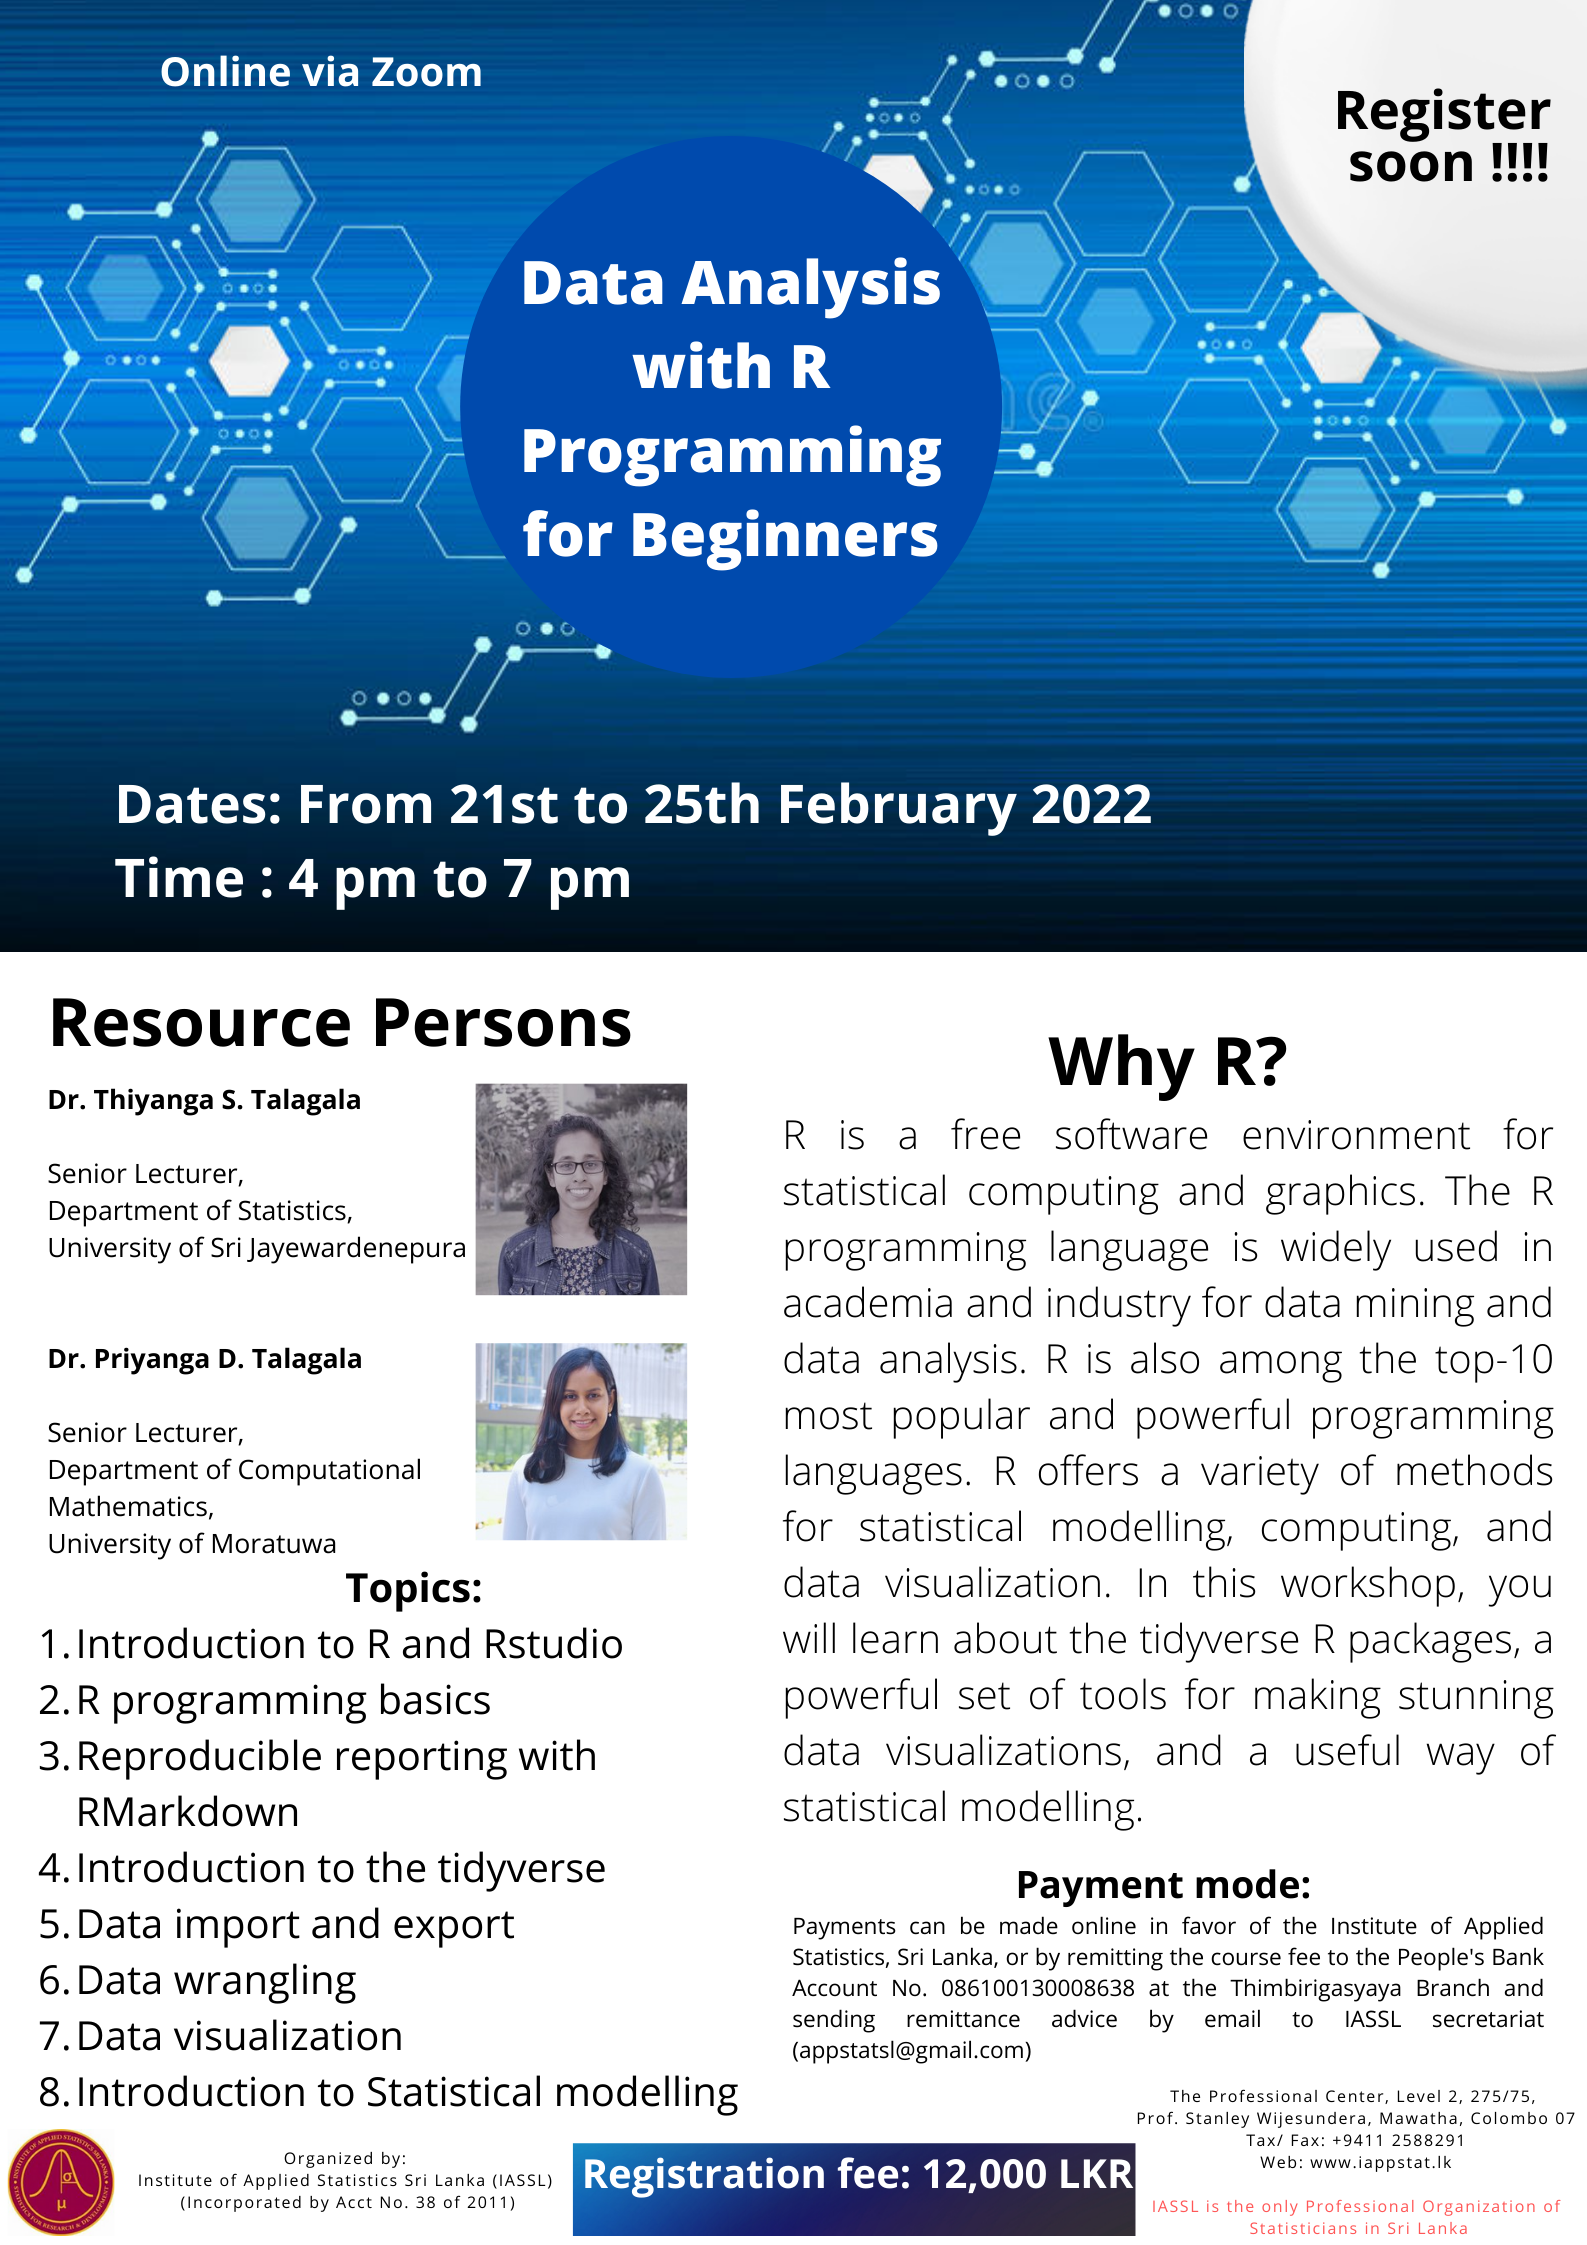 Online via Zoom
Register
soon !!!!
Data Analysis
with R
Programming
for Beginners
Dates: From 21st to 25th February 2022
Time : 4 pm to 7 pm
Resource Persons
Dr. Thiyanga S. Talagala
Senior Lecturer,
Department of Statistics,
University of Sri Jayewardenepura
Dr. Priyanga D. Talagala
Senior Lecturer,
Department of Computational
Mathematics,
University of Moratuwa
Topics:
1. Introduction to R and Rstudio
2. R programming basics
3. Reproducible reporting with
RMarkdown
4. Introduction to the tidyverse
5. Data import and export
6. Data wrangling
7. Data visualization
8. Introduction to Statistical modelling
Why R?
R is a free software environment for
statistical computing and graphics. The R
programming language is widely used in
academia and industry for data mining and
data analysis. R is also among the top-10
most popular and powerful programming
languages. R offers a variety of methods
for statistical modelling, computing, and
data visualization. In this workshop, you
will learn about the tidyverse R packages, a
powerful set of tools for making stunning
data visualizations, and a useful way of
statistical modelling.
Payment mode:
Payments can be made online in favor of the Institute of Applied
Statistics, Sri Lanka, or by remitting the course fee to the People's Bank
Account No. 086100130008638 at the Thimbirigasyaya Branch and
sending remittance advice by email to IASSL secretariat
(appstatsl@gmail.com)
INSTITUTE OF APPLIED STATISTICS SRI LANKA
STATISTICS FOR RESEARCH & DEVELOPMENT
σ
μ
Organized by:
Institute of Applied Statistics Sri Lanka (IASSL)
(Incorporated by Acct No. 38 of 2011)
Registration fee: 12,000 LKR
The Professional Center, Level 2, 275/75,
Prof. Stanley Wijesundera, Mawatha, Colombo 07
Tax/ Fax: +9411 2588291
Web: www.iappstat.lk
IASSL is the only Professional Organization of
Statisticians in Sri Lanka